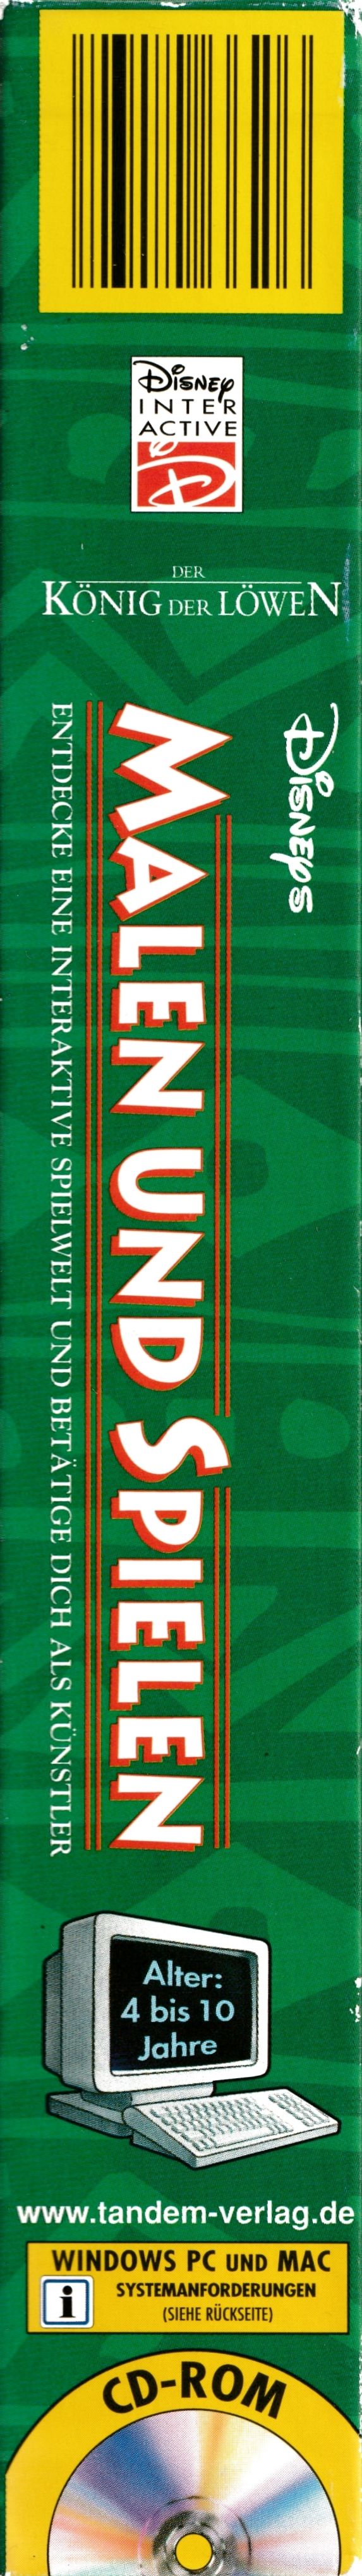 DISNEY
INTER
ACTIVE
DER
KÖNIG DER LÖWEN
DISNEYS
MALEN UND SPIELEN
ENTDECKE EINE INTERAKTIVE SPIELWELT UND BETÄTIGE DICH ALS KÜNSTLER
Alter:
4 bis 10
Jahre
www.tandem-verlag.de
WINDOWS PC UND MAC
i SYSTEMANFORDERUNGEN
(SIEHE RÜCKSEITE)
CD-ROM